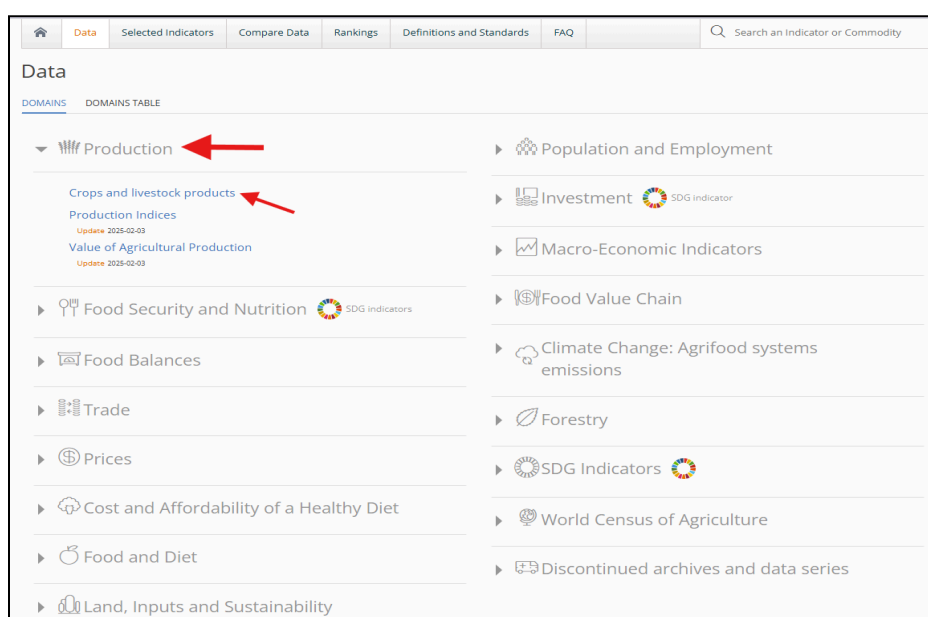 Data Selected Indicators Compare Data Rankings Definitions and Standards FAQ Search an Indicator or Commodity
Data
DOMAINS DOMAINS TABLE
Production
Crops and livestock products
Production Indices
Update 2025-02-03
Value of Agricultural Production
Update 2025-02-03
Food Security and Nutrition SDG indicators
Food Balances
Trade
Prices
Cost and Affordability of a Healthy Diet
Food and Diet
Land, Inputs and Sustainability
Population and Employment
Investment SDG indicator
Macro-Economic Indicators
Food Value Chain
Climate Change: Agrifood systems
emissions
Forestry
SDG Indicators
World Census of Agriculture
Discontinued archives and data series